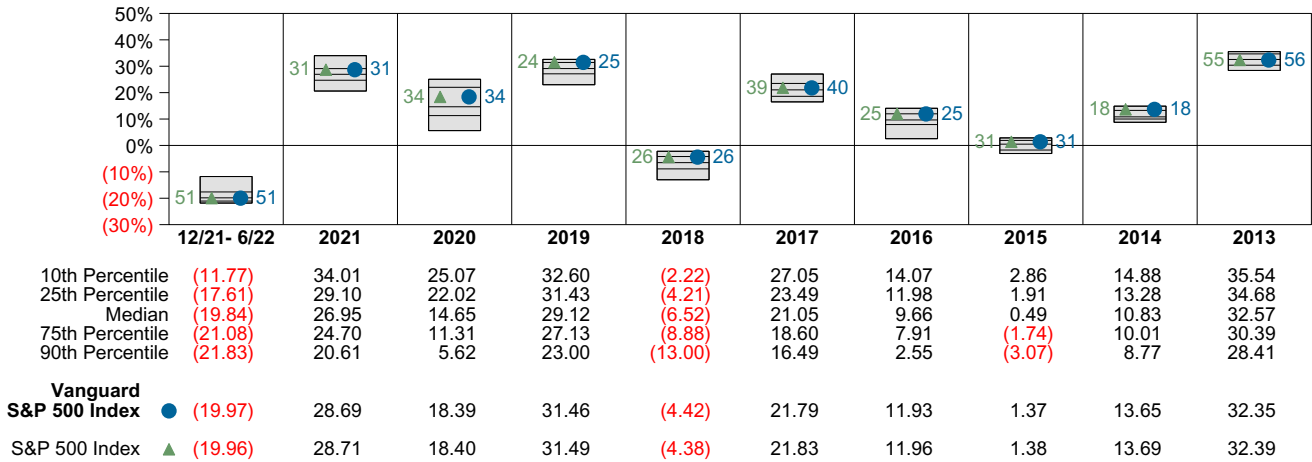 50%
40%
30%
20%
10%
0%
(10%)
(20%)
(30%)
51 51
31 31
34 34
24 25
26 26
39 40
25 25
31 31
18 18
55 56
12/21- 6/22 2021 2020 2019 2018 2017 2016 2015 2014 2013
10th Percentile (11.77) 34.01 25.07 32.60 (2.22) 27.05 14.07 2.86 14.88 35.54
25th Percentile (17.61) 29.10 22.02 31.43 (4.21) 23.49 11.98 1.91 13.28 34.68
Median (19.84) 26.95 14.65 29.12 (6.52) 21.05 9.66 0.49 10.83 32.57
75th Percentile (21.08) 24.70 11.31 27.13 (8.88) 18.60 7.91 (1.74) 10.01 30.39
90th Percentile (21.83) 20.61 5.62 23.00 (13.00) 16.49 2.55 (3.07) 8.77 28.41
Vanguard
S&P 500 Index (19.97) 28.69 18.39 31.46 (4.42) 21.79 11.93 1.37 13.65 32.35
S&P 500 Index (19.96) 28.71 18.40 31.49 (4.38) 21.83 11.96 1.38 13.69 32.39